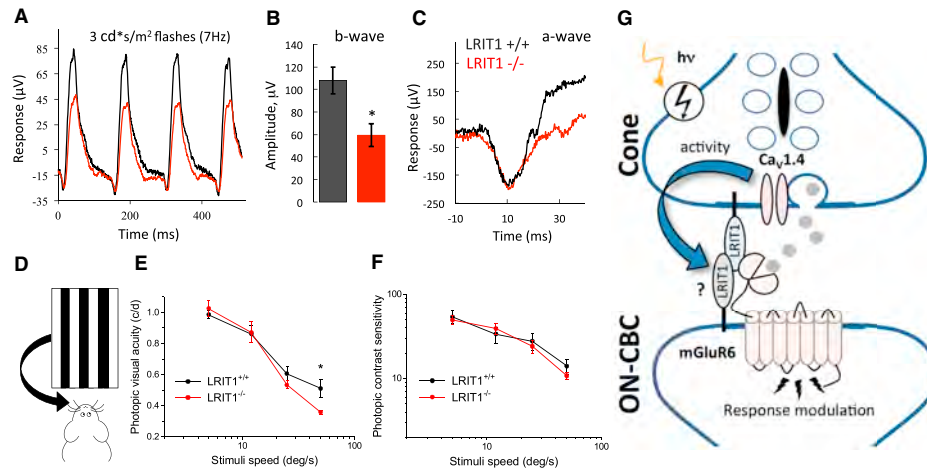 A
3 cd*s/m² flashes (7Hz)
Response (µV)
85
65
45
25
5
-15
-35
0
200
400
Time (ms)
B
b-wave
Amplitude, µV
140
120
100
80
60
40
20
0
*
C
a-wave
LRIT1 +/+
LRIT1 -/-
Response (µV)
150
50
-50
-150
-250
-10
10
30
Time (ms)
D
E
Photopic visual acuity (c/d)
1.0
0.8
0.6
0.4
0.2
*
LRIT1+/+
LRIT1-/-
10
100
Stimuli speed (deg/s)
F
Photopic contrast sensitivity
100
10
LRIT1+/+
LRIT1-/-
10
100
Stimuli speed (deg/s)
G
Cone
hν
activity
CaV1.4
LRIT1
LRIT1
?
mGluR6
ON-CBC
Response modulation